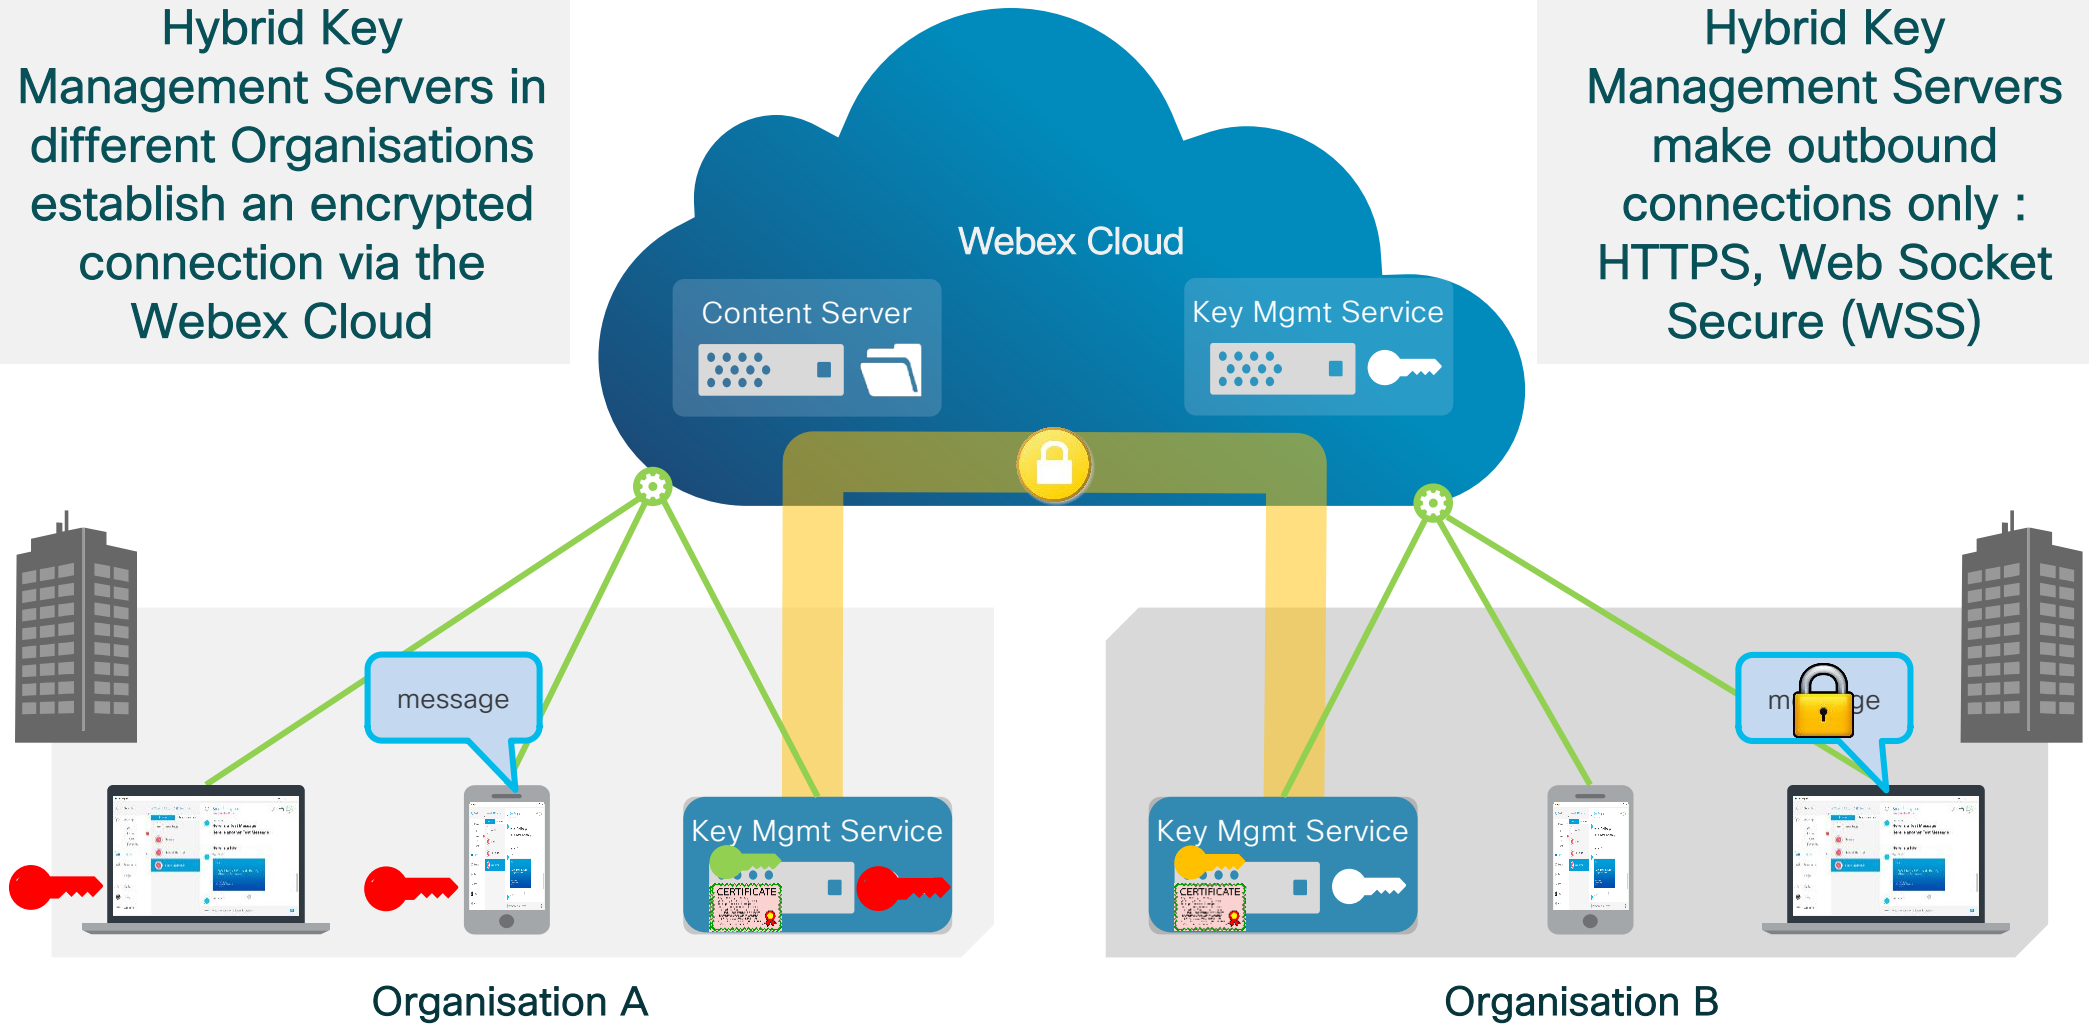 Hybrid Key
Management Servers in
different Organisations
establish an encrypted
connection via the
Webex Cloud
Hybrid Key
Management Servers
make outbound
connections only :
HTTPS, Web Socket
Secure (WSS)
Webex Cloud
Content Server
Key Mgmt Service
message
Key Mgmt Service
CERTIFICATE
Key Mgmt Service
CERTIFICATE
Organisation A
Organisation B